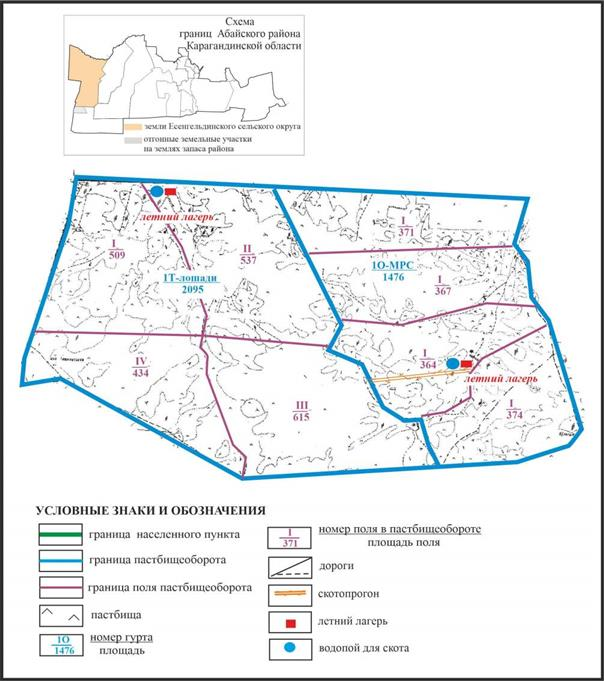 Схема
границ Абайского района
Карагандинской области
земли Есенгельдинского сельского округа
отгонные земельные участки
на землях запаса района
летний лагерь
I
509
II
537
1Т-лошади
2095
I
371
1О-МРС
1476
I
367
IV
434
III
615
I
364
летний лагерь
I
374
УСЛОВНЫЕ ЗНАКИ И ОБОЗНАЧЕНИЯ
граница населенного пункта
граница пастбищеоборота
граница поля пастбищеоборота
пастбища
1О
1476
номер гурта
площадь
I
371
номер поля в пастбищеобороте
площадь поля
дороги
скотопрогон
летний лагерь
водопой для скота